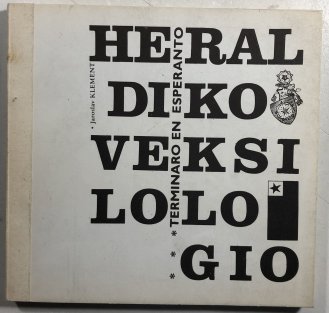 HERAL
DIKO
VEKSI
LOLO
GIO
• Jaroslav KLEMENT
* * * TERMINARO EN ESPERANTO